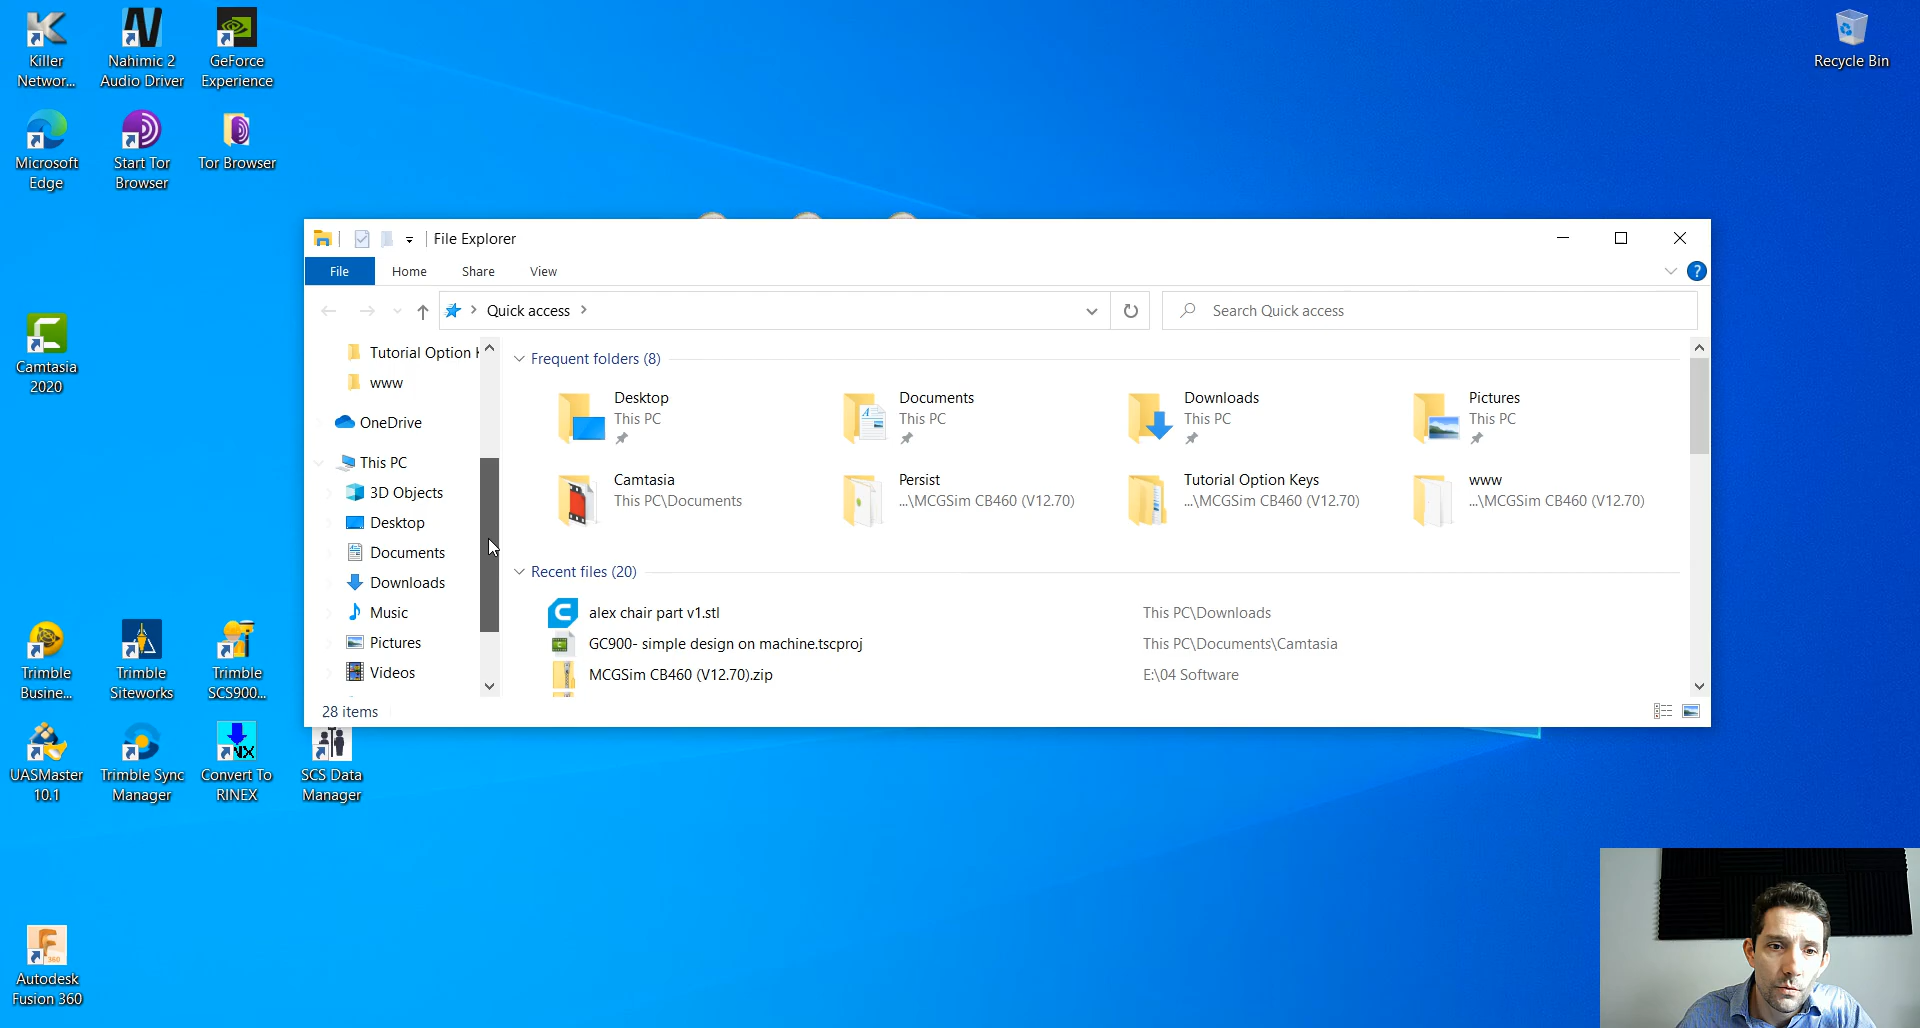 Killer
Networ...
Nahimic 2
Audio Driver
GeForce
Experience
Recycle Bin
Microsoft
Edge
Start Tor
Browser
Tor Browser
Camtasia
2020
Trimble
Busine...
Trimble
Siteworks
Trimble
SCS900...
UASMaster
10.1
Trimble Sync
Manager
Convert To
RINEX
SCS Data
Manager
Autodesk
Fusion 360
File Explorer
File
Home
Share
View
Quick access
Search Quick access
Tutorial Option
www
OneDrive
This PC
3D Objects
Desktop
Documents
Downloads
Music
Pictures
Videos
Frequent folders (8)
Desktop
This PC
Documents
This PC
Downloads
This PC
Pictures
This PC
Camtasia
This PC\Documents
Persist
...\MCGSim CB460 (V12.70)
Tutorial Option Keys
...\MCGSim CB460 (V12.70)
www
...\MCGSim CB460 (V12.70)
Recent files (20)
alex chair part v1.stl
This PC\Downloads
GC900- simple design on machine.tscproj
This PC\Documents\Camtasia
MCGSim CB460 (V12.70).zip
E:\04 Software
28 items